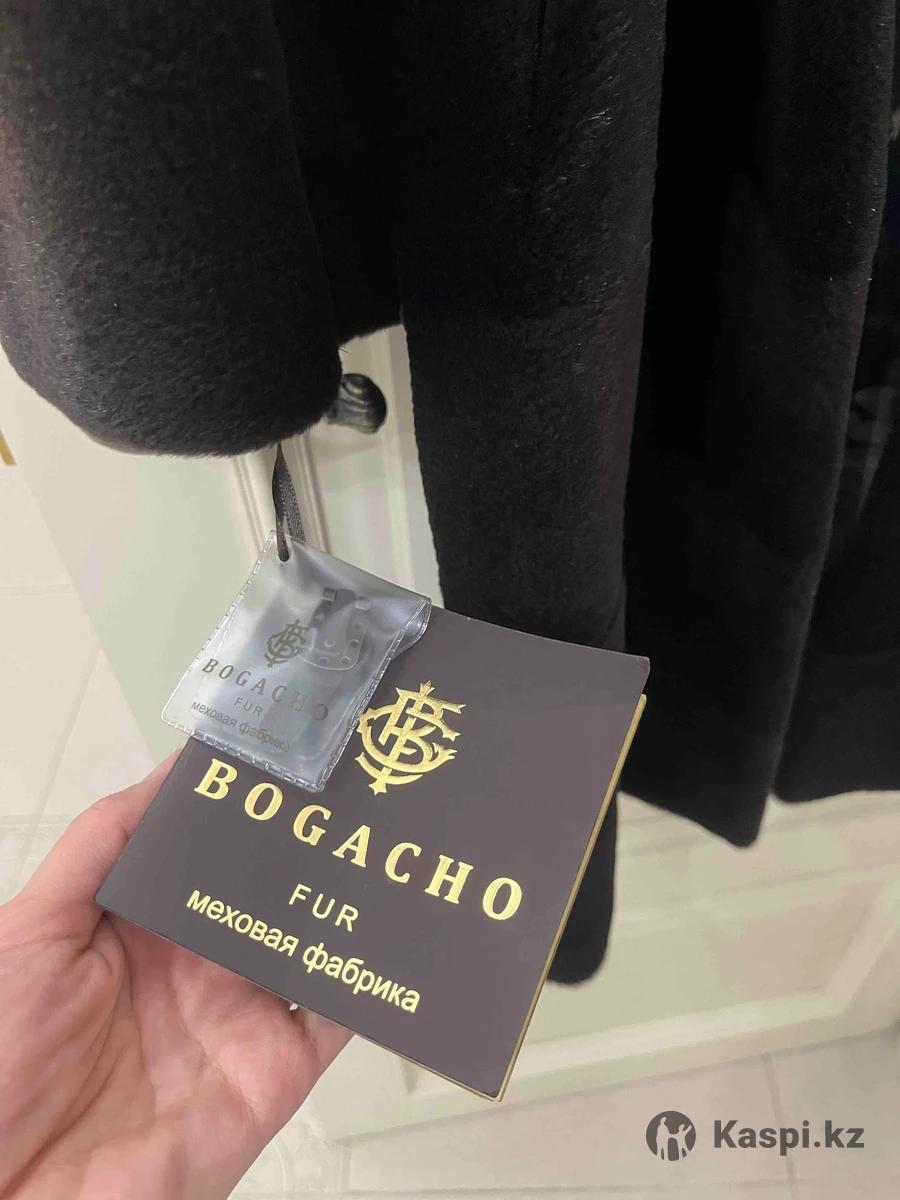 BOGACHO
FUR
меховая фабрика
BOGACHO
FUR
меховая фабрика
Kaspi.kz